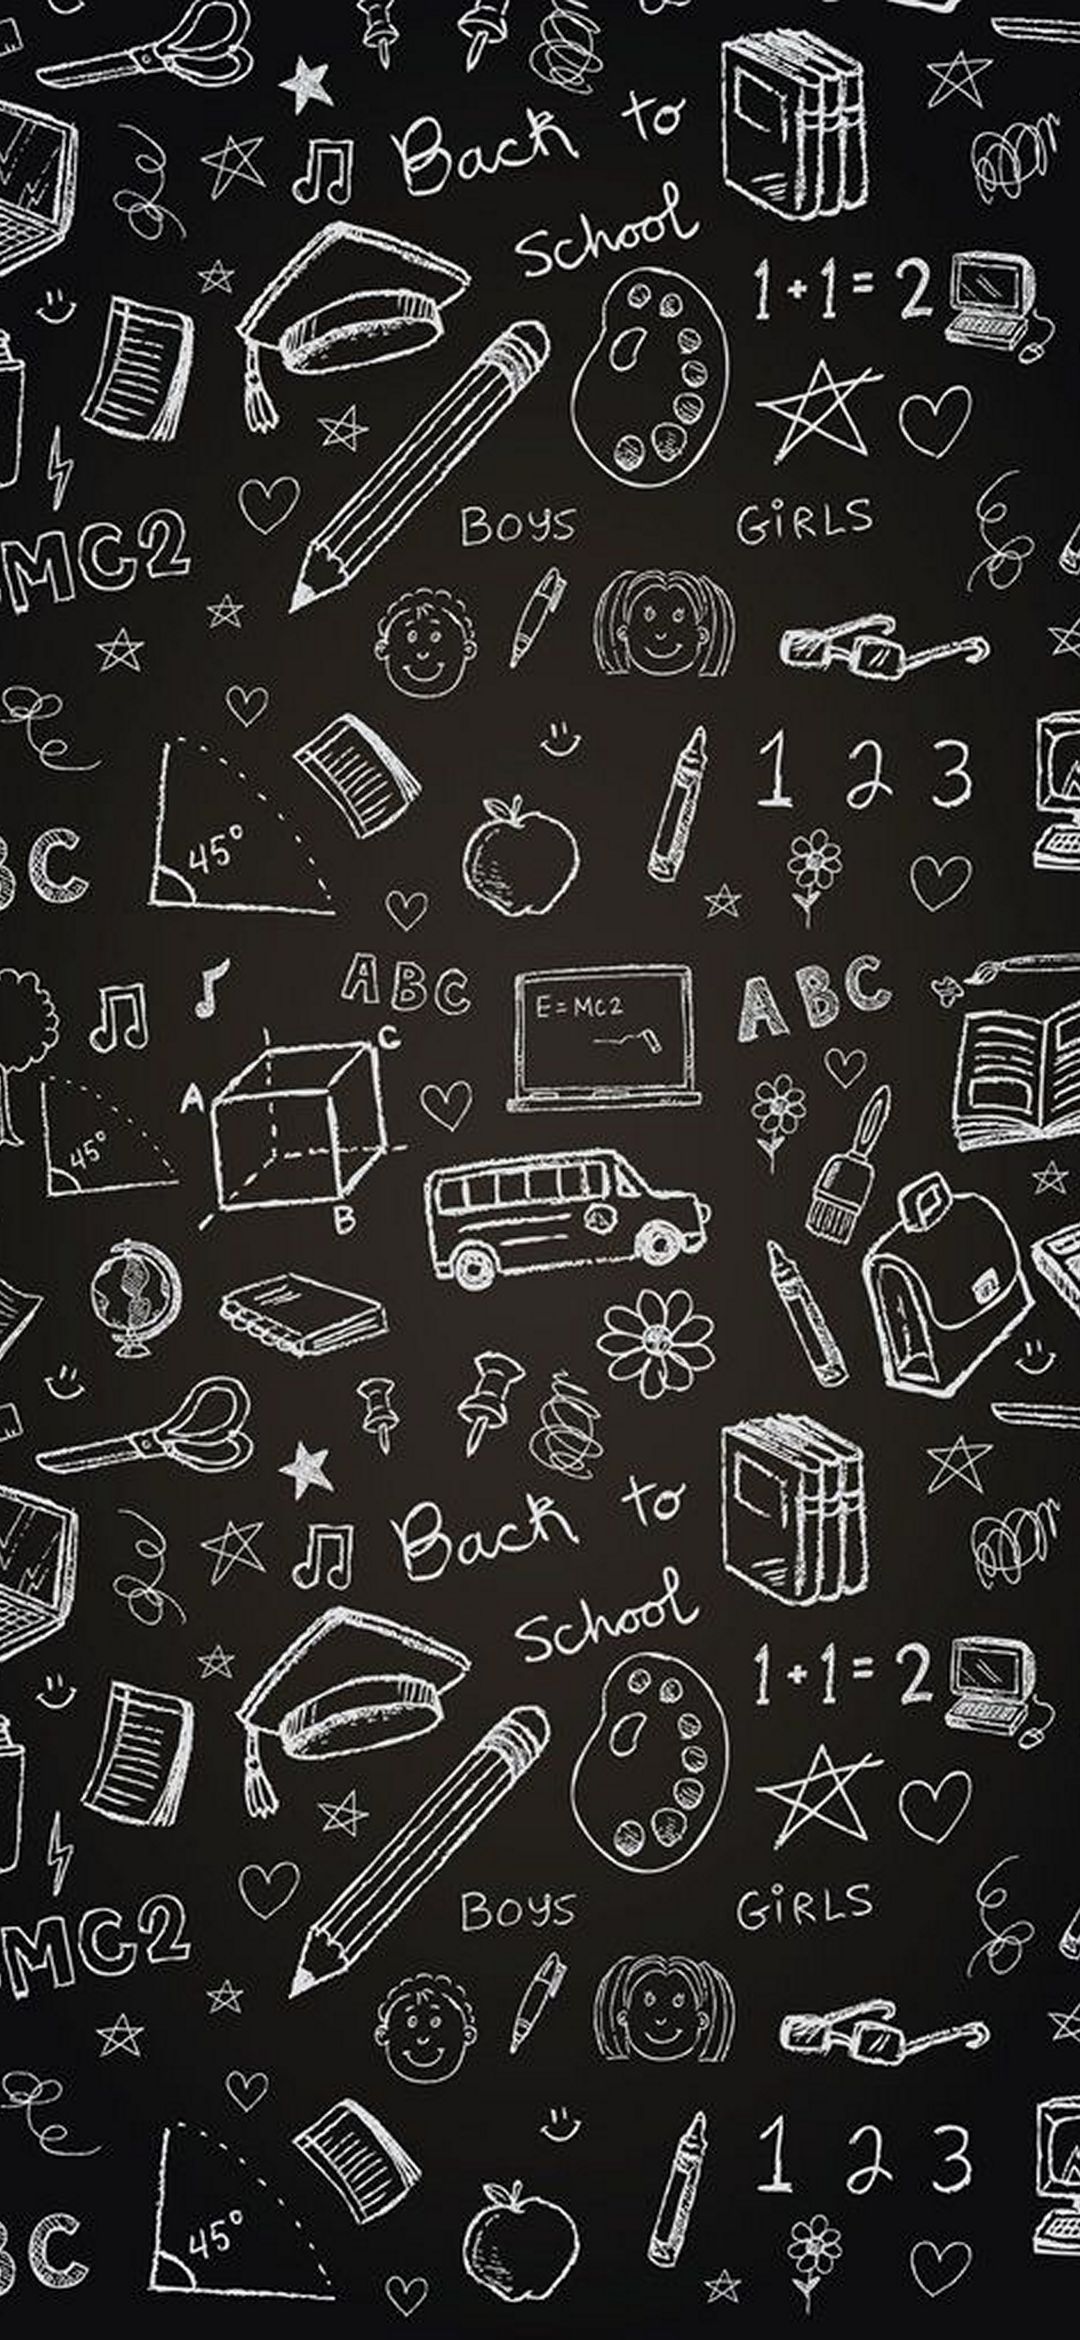 Back to
School
1+1=2
MC2
BOYS GiRLS
1 2 3
45°
BC
ABC
E=MC2
ABC
C
A
45°
B
Back to
School
1+1=2
MC2
BOYS GiRLS
1 2 3
45°
BC